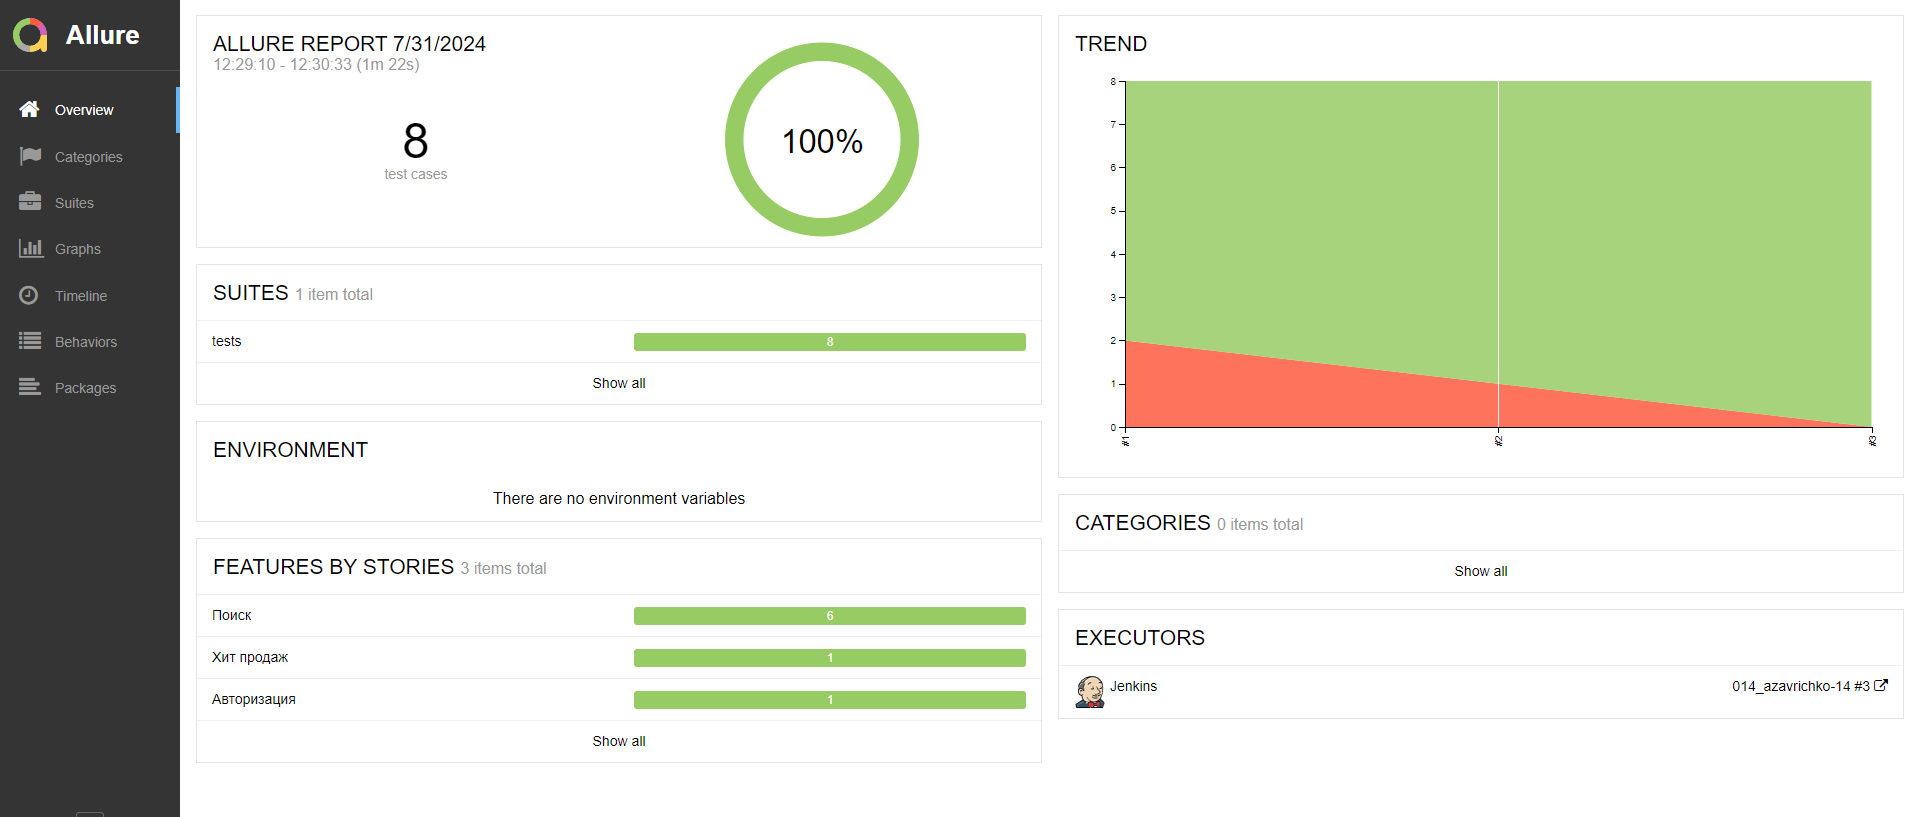 Allure
Overview
Categories
Suites
Graphs
Timeline
Behaviors
Packages
ALLURE REPORT 7/31/2024
12:29:10 - 12:30:33 (1m 22s)
8
test cases
100%
SUITES 1 item total
tests 8
Show all
ENVIRONMENT
There are no environment variables
FEATURES BY STORIES 3 items total
Поиск 6
Хит продаж 1
Авторизация 1
Show all
TREND
8
7
6
5
4
3
2
1
0
#1 #2 #3
CATEGORIES 0 items total
Show all
EXECUTORS
Jenkins 014_azavrichko-14 #3